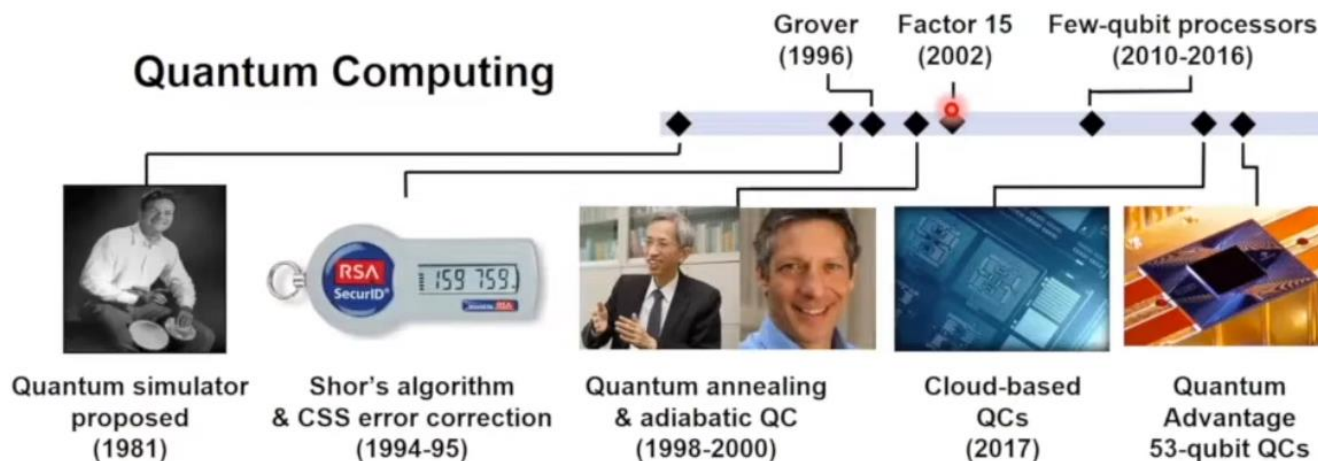 Quantum Computing
Grover
(1996)
Factor 15
(2002)
Few-qubit processors
(2010-2016)
RSA
SecurID®
159 759
RSA
Quantum simulator
proposed
(1981)
Shor's algorithm
& CSS error correction
(1994-95)
Quantum annealing
& adiabatic QC
(1998-2000)
Cloud-based
QCs
(2017)
Quantum
Advantage
53-qubit QCs